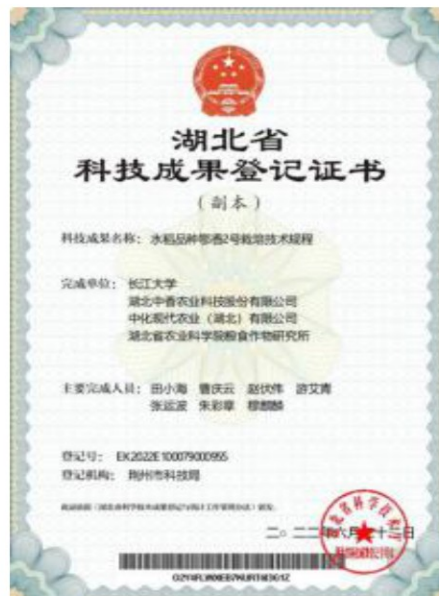 湖北省
科技成果登记证书
（副本）
科技成果名称：水稻品种鄂香2号栽培技术规程
完成单位：长江大学
湖北中香农业科技股份有限公司
中化现代农业（湖北）有限公司
湖北省农业科学院粮食作物研究所
主要完成人员：田小海 曹庆云 赵伏伟 游艾青
张运波 朱彩章 穆麒麟
登记号：EK2022E100079000955
登记机构：荆州市科技局
二〇二二年六月二十二日